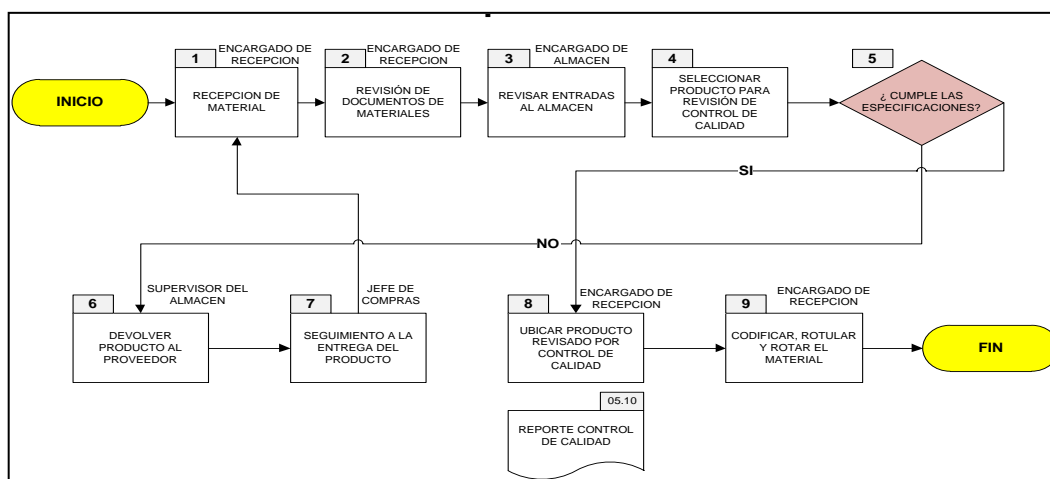 1
ENCARGADO DE
RECEPCION
2
ENCARGADO DE
RECEPCION
3
ENCARGADO DE
ALMACEN
4
5
INICIO
RECEPCION DE
MATERIAL
REVISIÓN DE
DOCUMENTOS DE
MATERIALES
REVISAR ENTRADAS
AL ALMACEN
SELECCIONAR
PRODUCTO PARA
REVISIÓN DE
CONTROL DE
CALIDAD
¿ CUMPLE LAS
ESPECIFICACIONES?
SI
NO
6
SUPERVISOR DEL
ALMACEN
7
JEFE DE
COMPRAS
8
ENCARGADO DE
RECEPCION
9
ENCARGADO DE
RECEPCION
DEVOLVER
PRODUCTO AL
PROVEEDOR
SEGUIMIENTO A LA
ENTREGA DEL
PRODUCTO
UBICAR PRODUCTO
REVISADO POR
CONTROL DE
CALIDAD
CODIFICAR, ROTULAR
Y ROTAR EL
MATERIAL
FIN
05.10
REPORTE CONTROL
DE CALIDAD